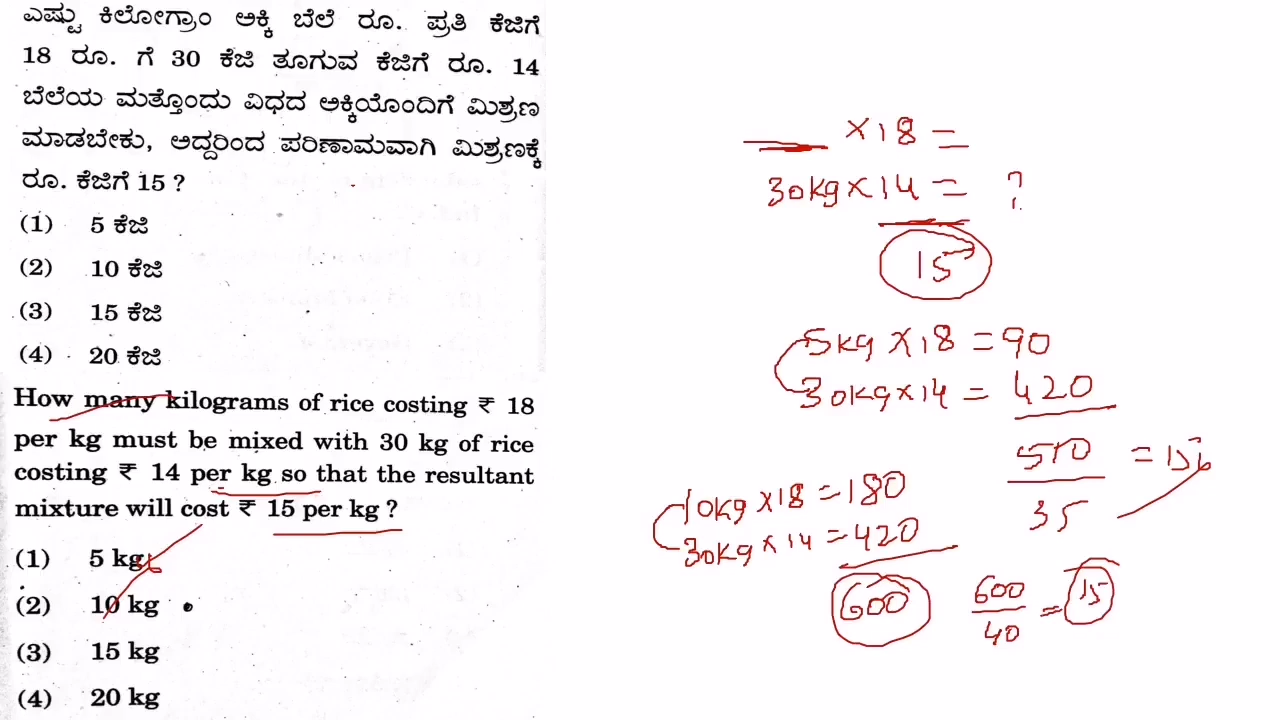 ಎಷ್ಟು ಕಿಲೋಗ್ರಾಂ ಅಕ್ಕಿ ಬೆಲೆ ರೂ. ಪ್ರತಿ ಕೆಜಿಗೆ
18 ರೂ. ಗೆ 30 ಕೆಜಿ ತೂಗುವ ಕೆಜಿಗೆ ರೂ. 14
ಬೆಲೆಯ ಮತ್ತೊಂದು ವಿಧದ ಅಕ್ಕಿಯೊಂದಿಗೆ ಮಿಶ್ರಣ
ಮಾಡಬೇಕು, ಅದ್ದರಿಂದ ಪರಿಣಾಮವಾಗಿ ಮಿಶ್ರಣಕ್ಕೆ
ರೂ. ಕೆಜಿಗೆ 15 ?
(1) 5 ಕೆಜಿ
(2) 10 ಕೆಜಿ
(3) 15 ಕೆಜಿ
(4) 20 ಕೆಜಿ
How many kilograms of rice costing ₹ 18
per kg must be mixed with 30 kg of rice
costing ₹ 14 per kg so that the resultant
mixture will cost ₹ 15 per kg ?
(1) 5 kg
(2) 10 kg
(3) 15 kg
(4) 20 kg
×18 =
30kg×14 = ?
15
5kg ×18 =90
30kg×14 = 420
510
35
10kg ×18 =180
30kg×14 =420
600
600
40
= 15